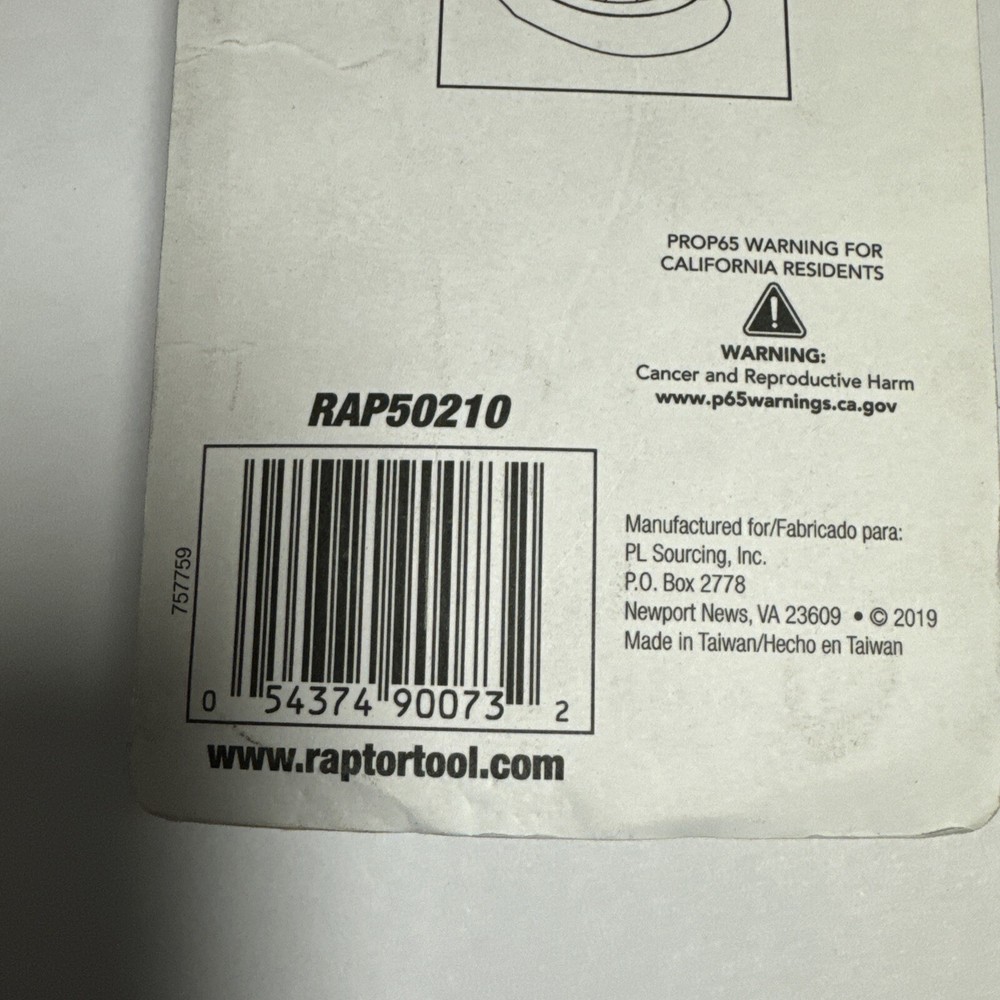 PROP65 WARNING FOR
CALIFORNIA RESIDENTS
WARNING:
Cancer and Reproductive Harm
www.p65warnings.ca.gov
RAP50210
757759
0 54374 90073 2
www.raptortool.com
Manufactured for/Fabricado para:
PL Sourcing, Inc.
P.O. Box 2778
Newport News, VA 23609 • © 2019
Made in Taiwan/Hecho en Taiwan